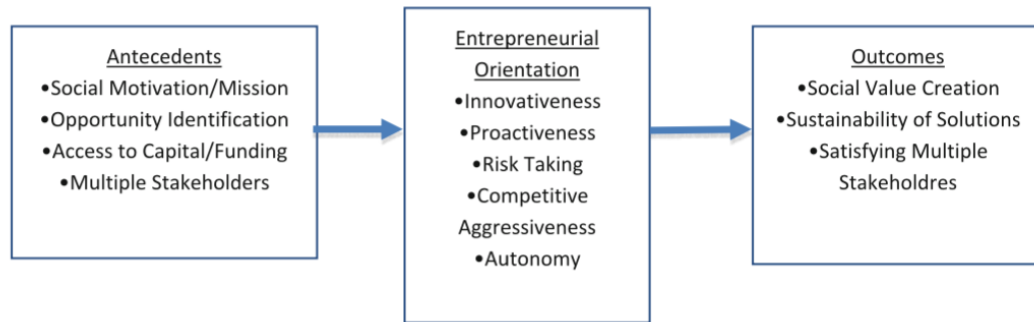 Antecedents
•Social Motivation/Mission
•Opportunity Identification
•Access to Capital/Funding
•Multiple Stakeholders
Entrepreneurial
Orientation
•Innovativeness
•Proactiveness
•Risk Taking
•Competitive
Aggressiveness
•Autonomy
Outcomes
•Social Value Creation
•Sustainability of Solutions
•Satisfying Multiple
Stakeholdres